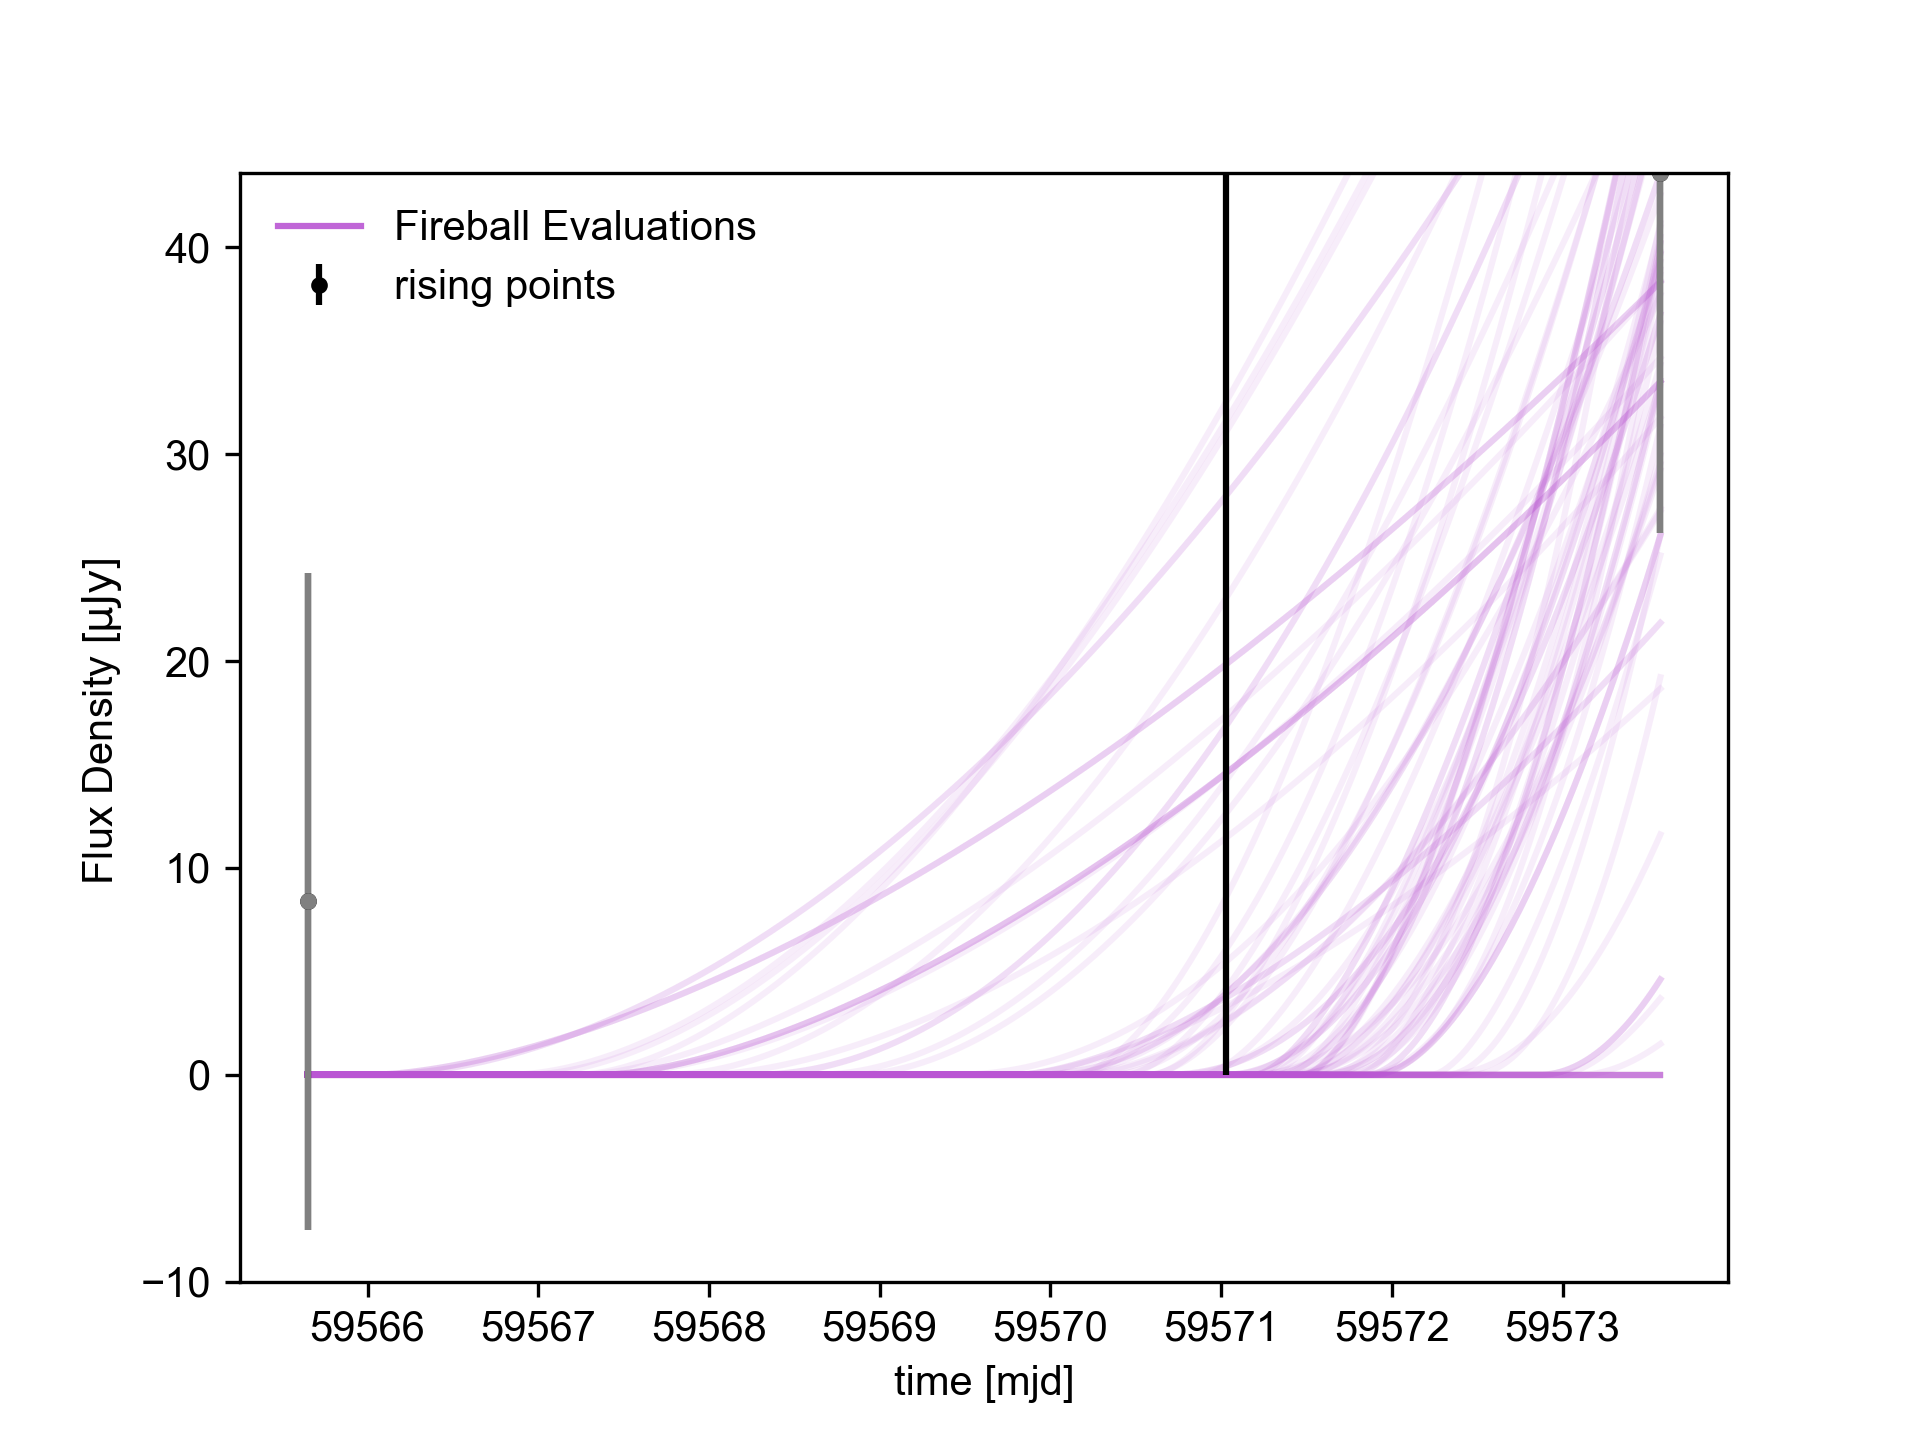 Fireball Evaluations
rising points
40
30
20
10
0
−10
Flux Density [µJy]
59566 59567 59568 59569 59570 59571 59572 59573
time [mjd]